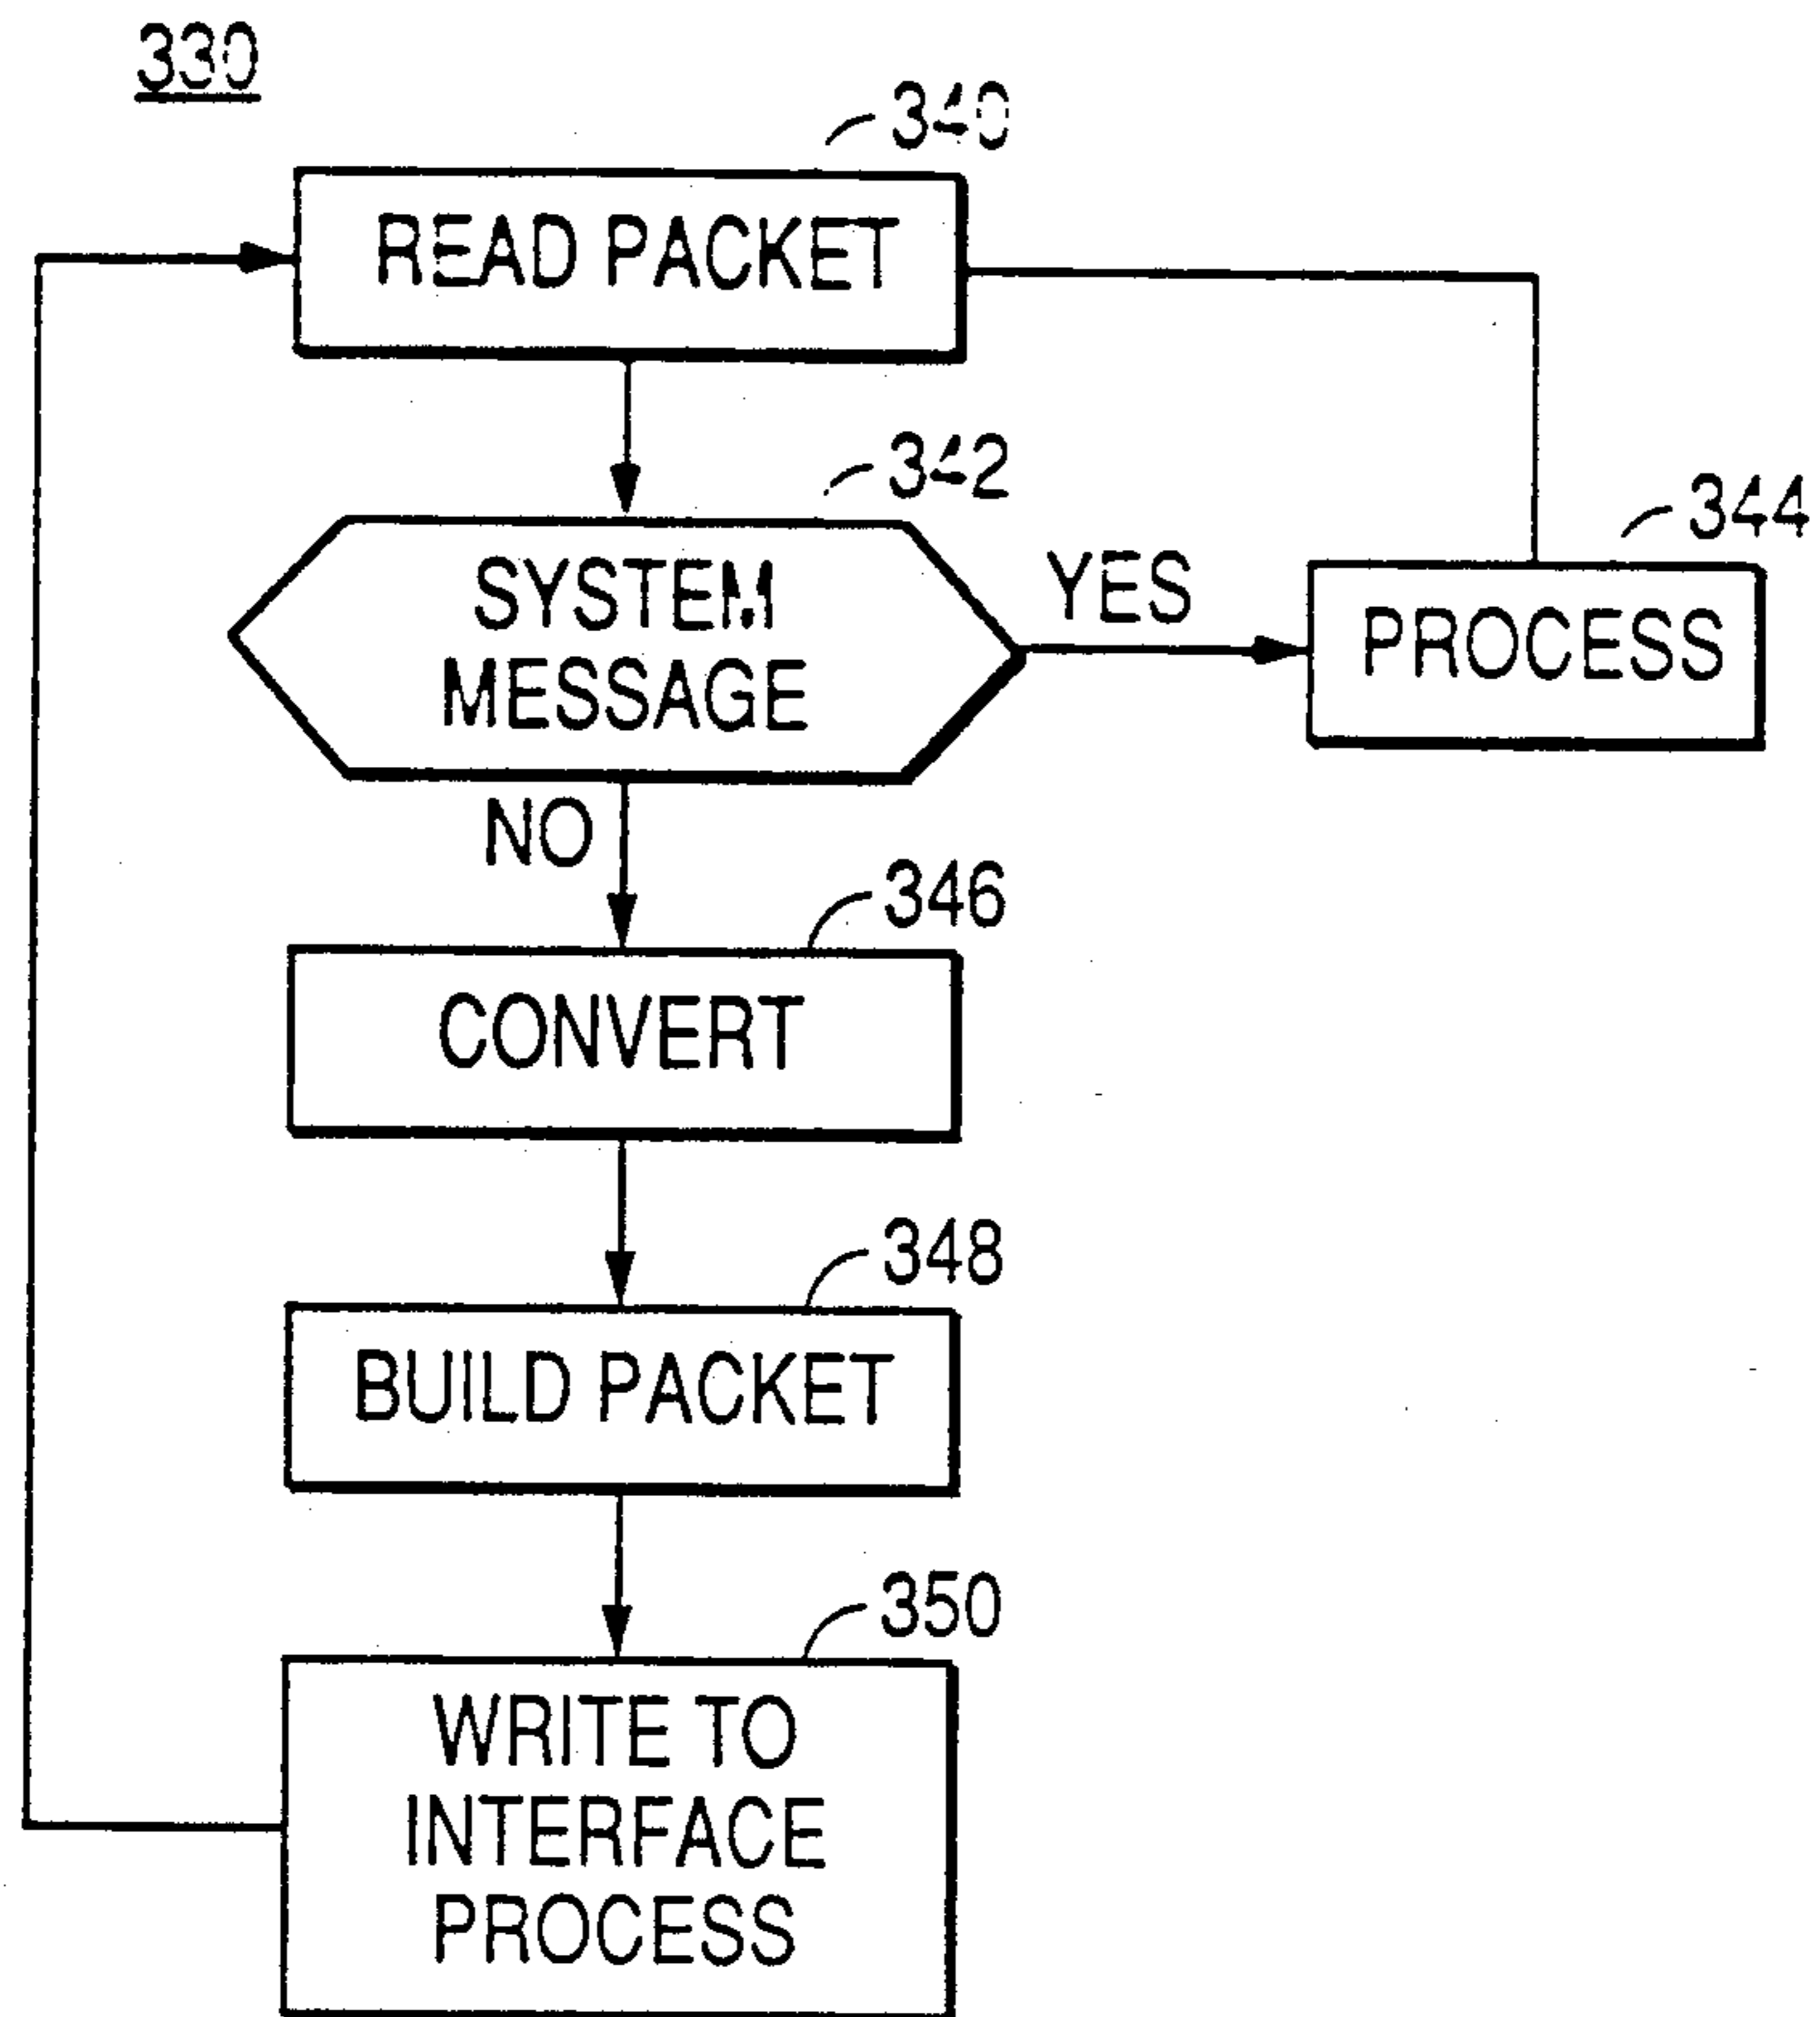 330
340
READ PACKET
342
SYSTEM
MESSAGE
YES
344
PROCESS
NO
346
CONVERT
348
BUILD PACKET
350
WRITE TO
INTERFACE
PROCESS